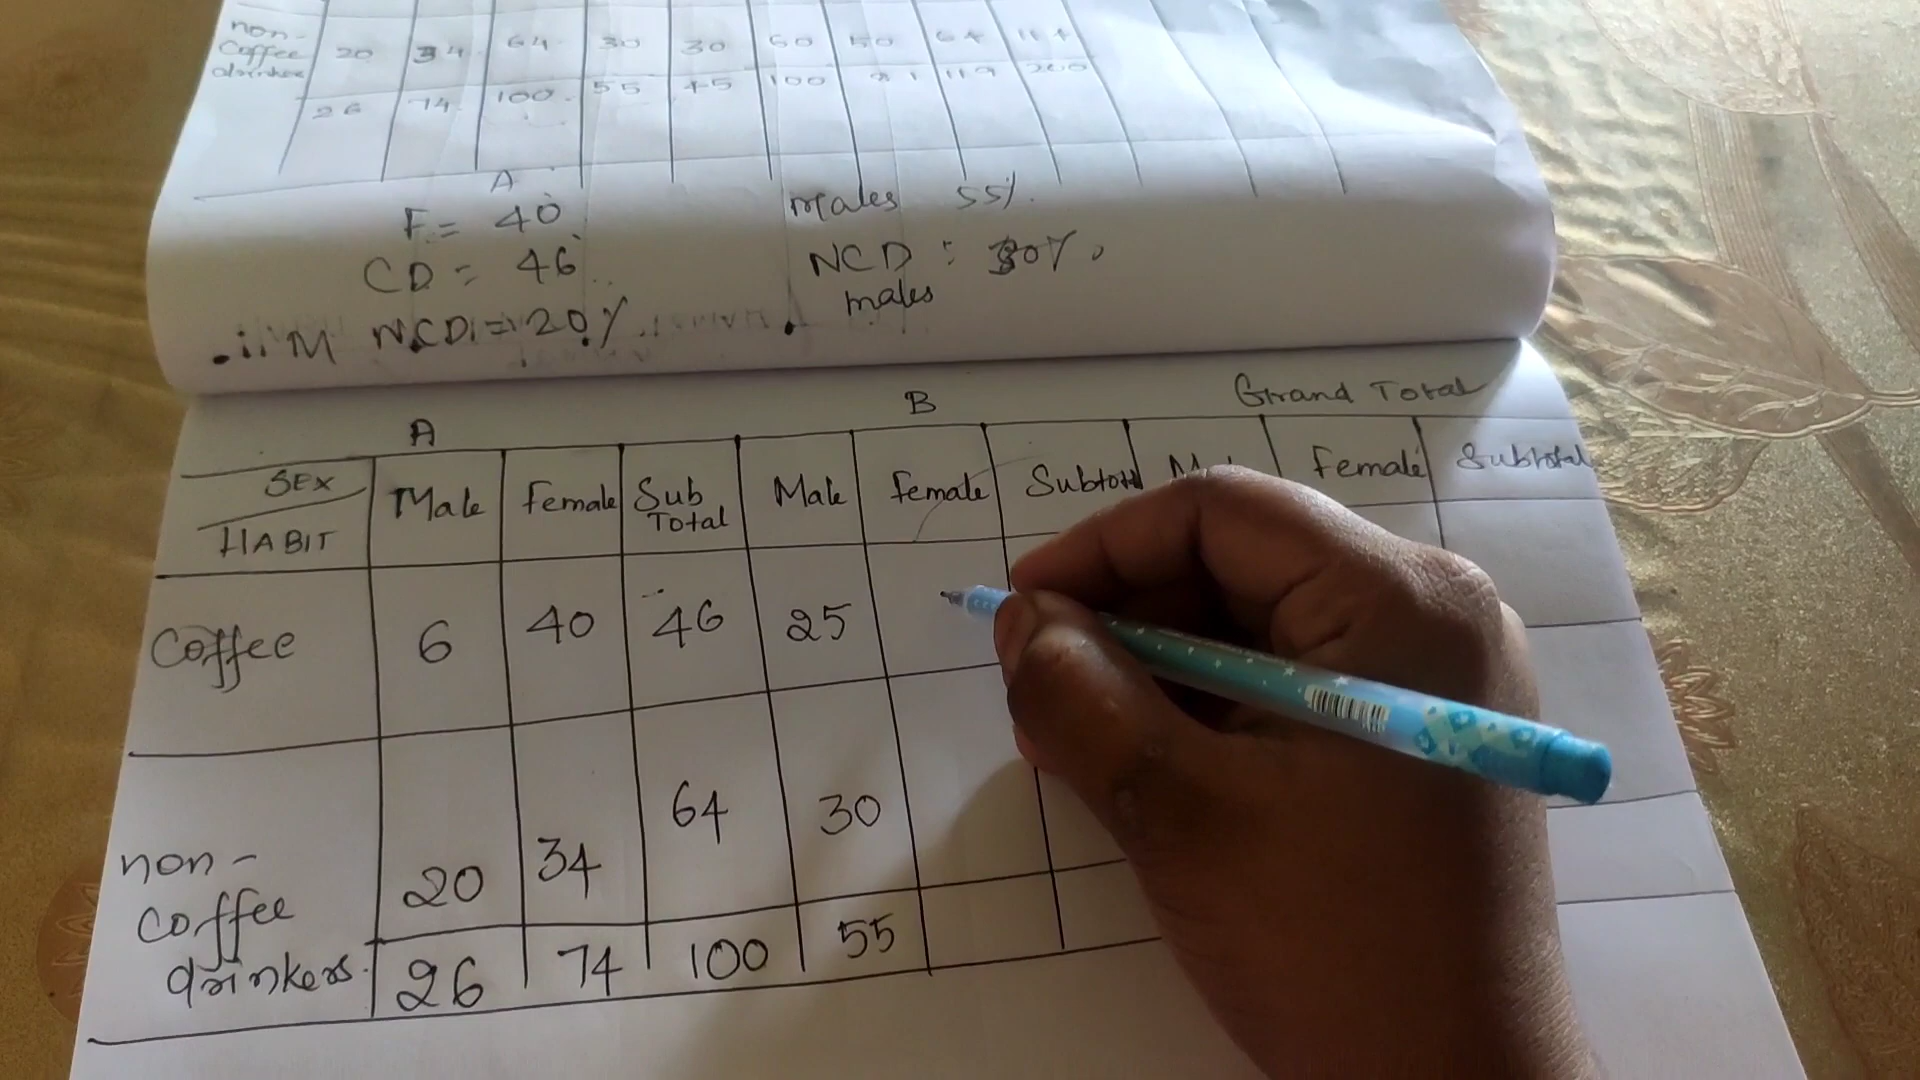 non-
Coffee 20 34 64 30 30 60 50 64 114
drinkers
26 74 100 55 45 100 81 119 200
A
F = 40 males 55%
CD = 46 NCD : 30%
males
∴ M NCD = 20%
A B Grand Total
SEX
HABIT
Male Female Sub Total Male Female Subtotal Female Subtotal
Coffee 6 40 46 25
non-
coffee
drinkers
20 34 64 30
26 74 100 55